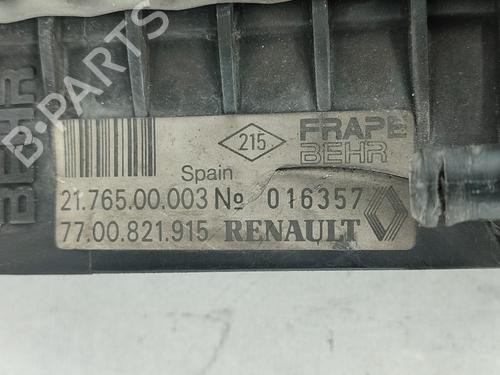 B-PARTS
BEHR
215
FRAPE
BEHR
Spain
21.765.00.003 No 016357
77.00.821.915 RENAULT